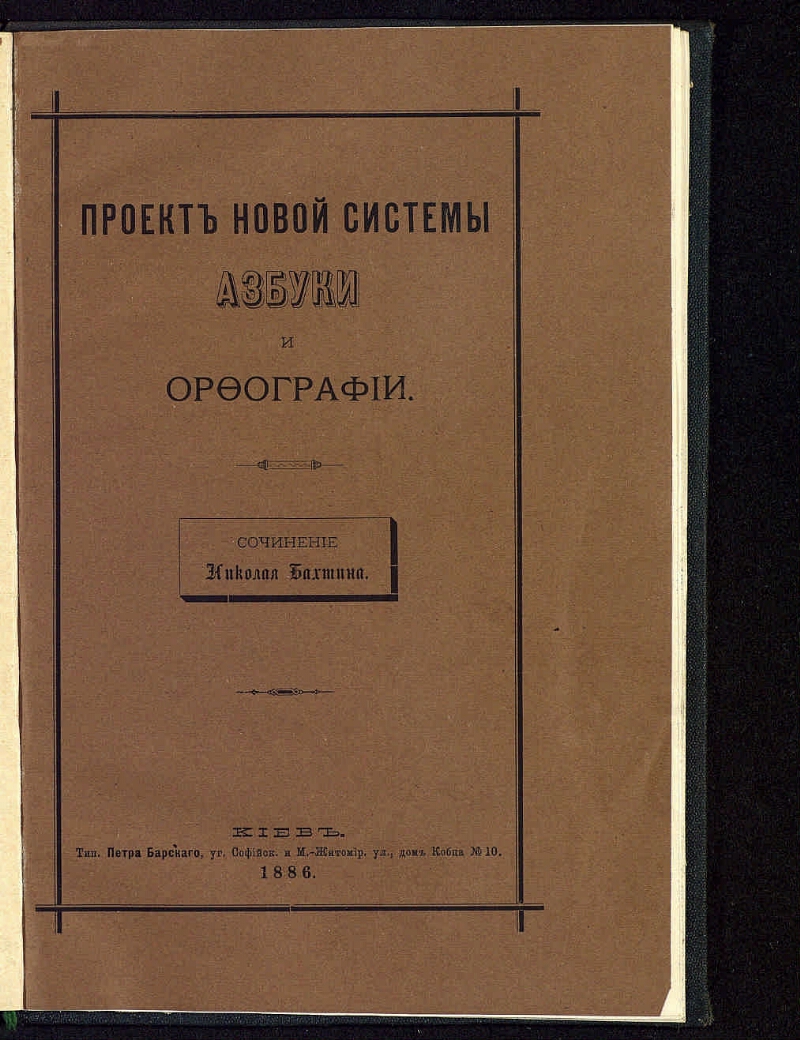 ПРОЕКТЪ НОВОЙ СИСТЕМЫ
АЗБУКИ
И
ОРѲОГРАФІИ.
СОЧИНЕНІЕ
Николая Бахтина.
КІЕВЪ.
Тип. Петра Барскаго, уг. Софійск. и М.-Житомір. ул., домъ Кобца № 10.
1886.